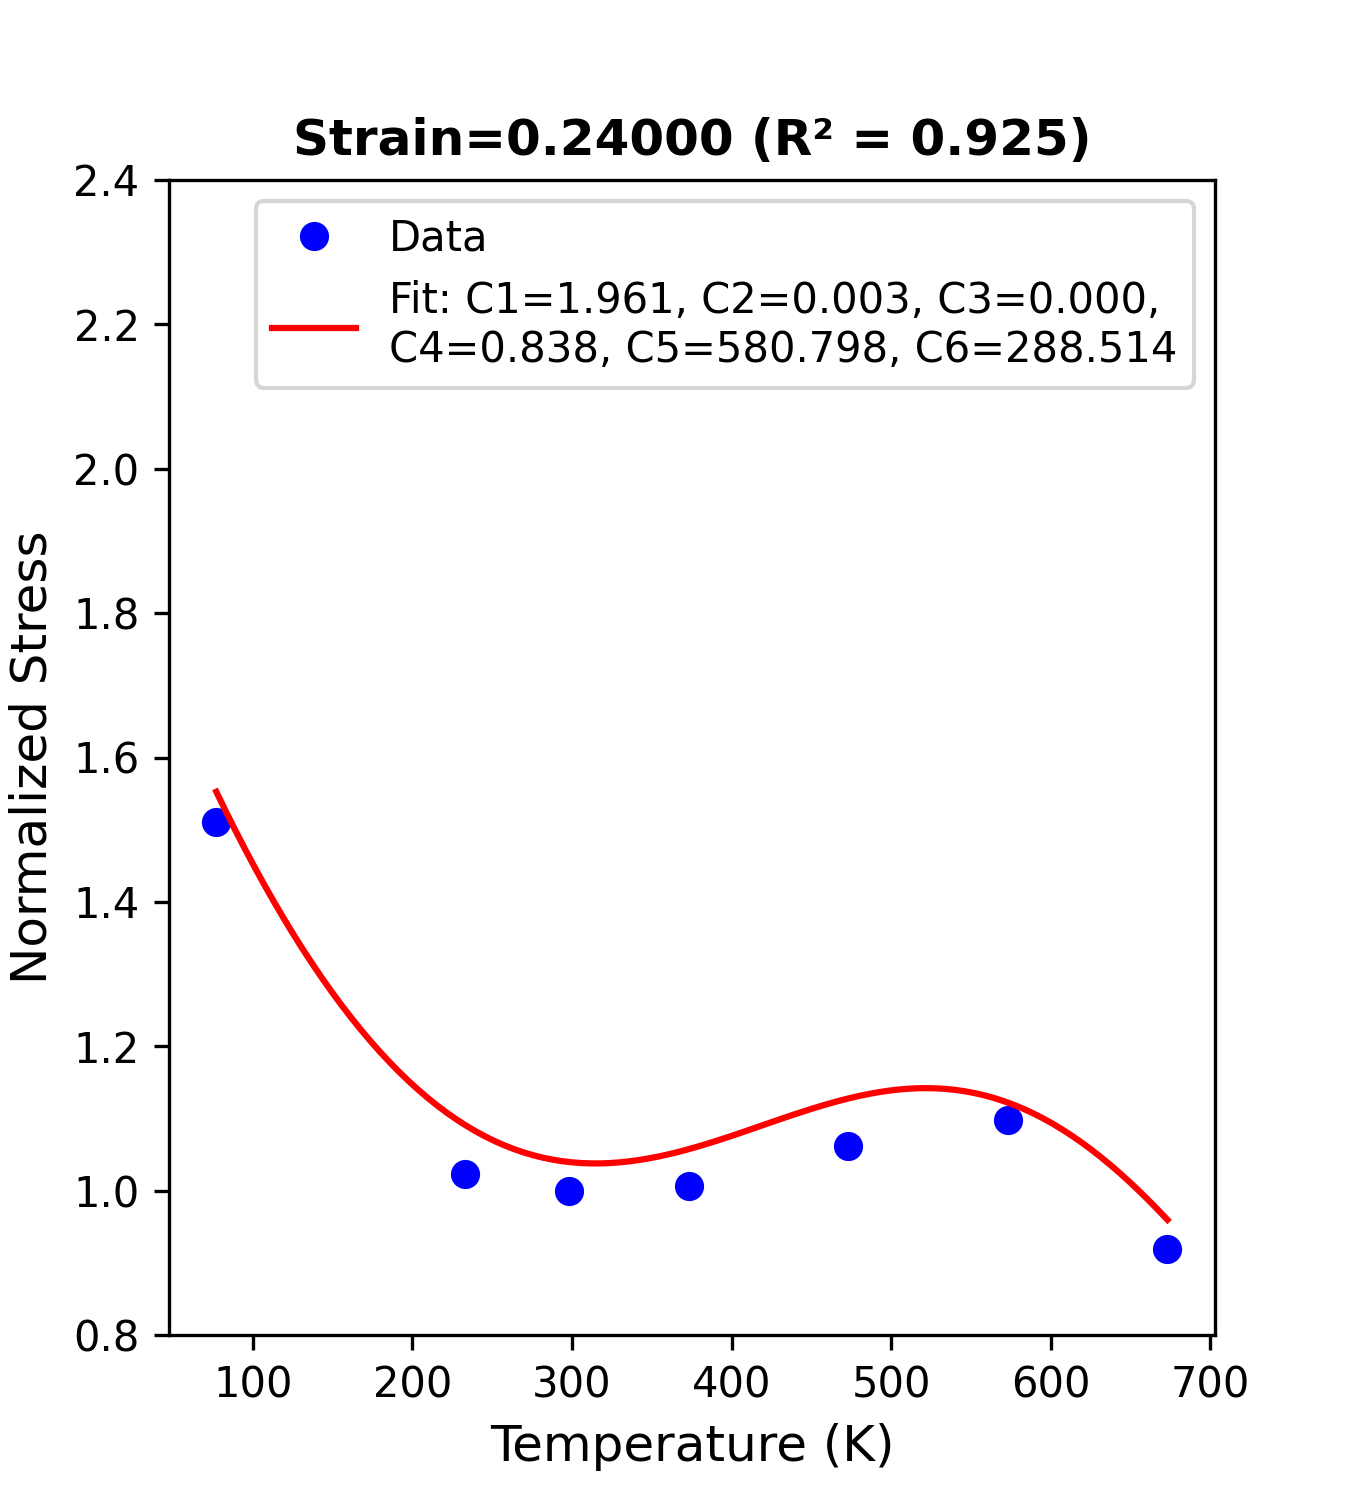 Strain=0.24000 (R² = 0.925)
Data
Fit: C1=1.961, C2=0.003, C3=0.000,
C4=0.838, C5=580.798, C6=288.514
2.4
2.2
2.0
1.8
1.6
1.4
1.2
1.0
0.8
Normalized Stress
100 200 300 400 500 600 700
Temperature (K)